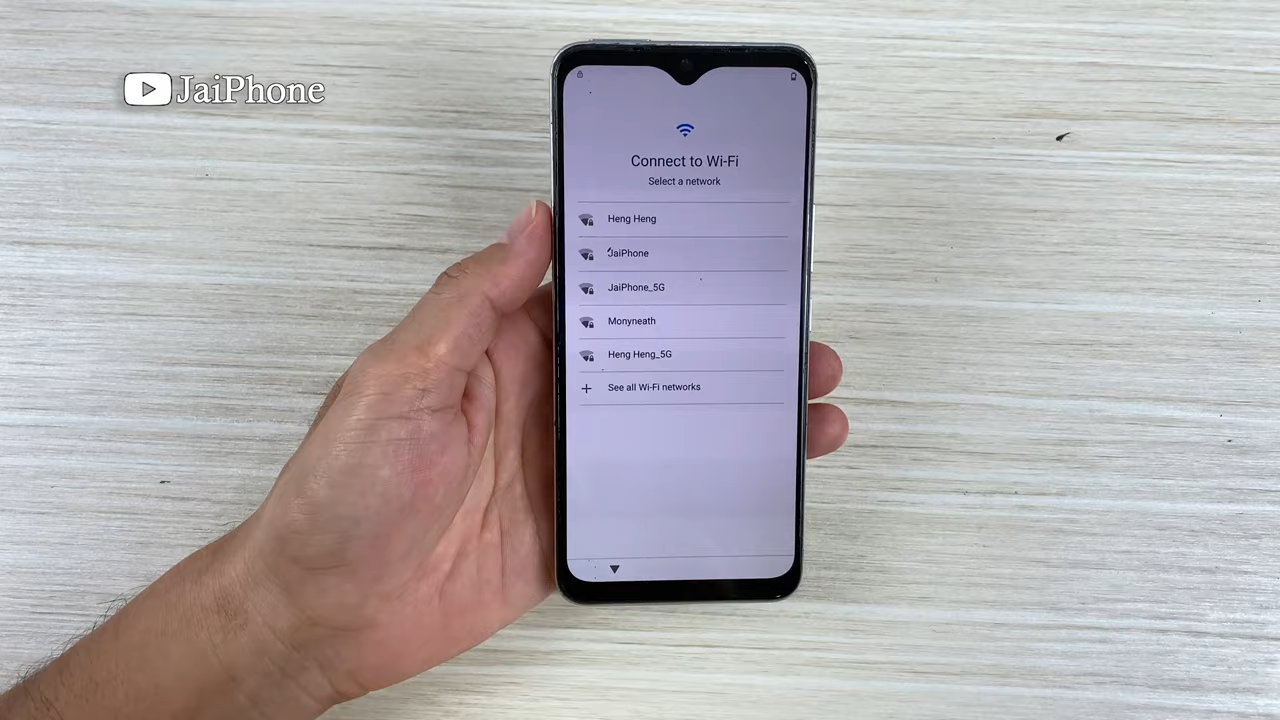 JaiPhone
Connect to Wi-Fi
Select a network
Heng Heng
JaiPhone
JaiPhone_5G
Monyneath
Heng Heng_5G
See all Wi-Fi networks